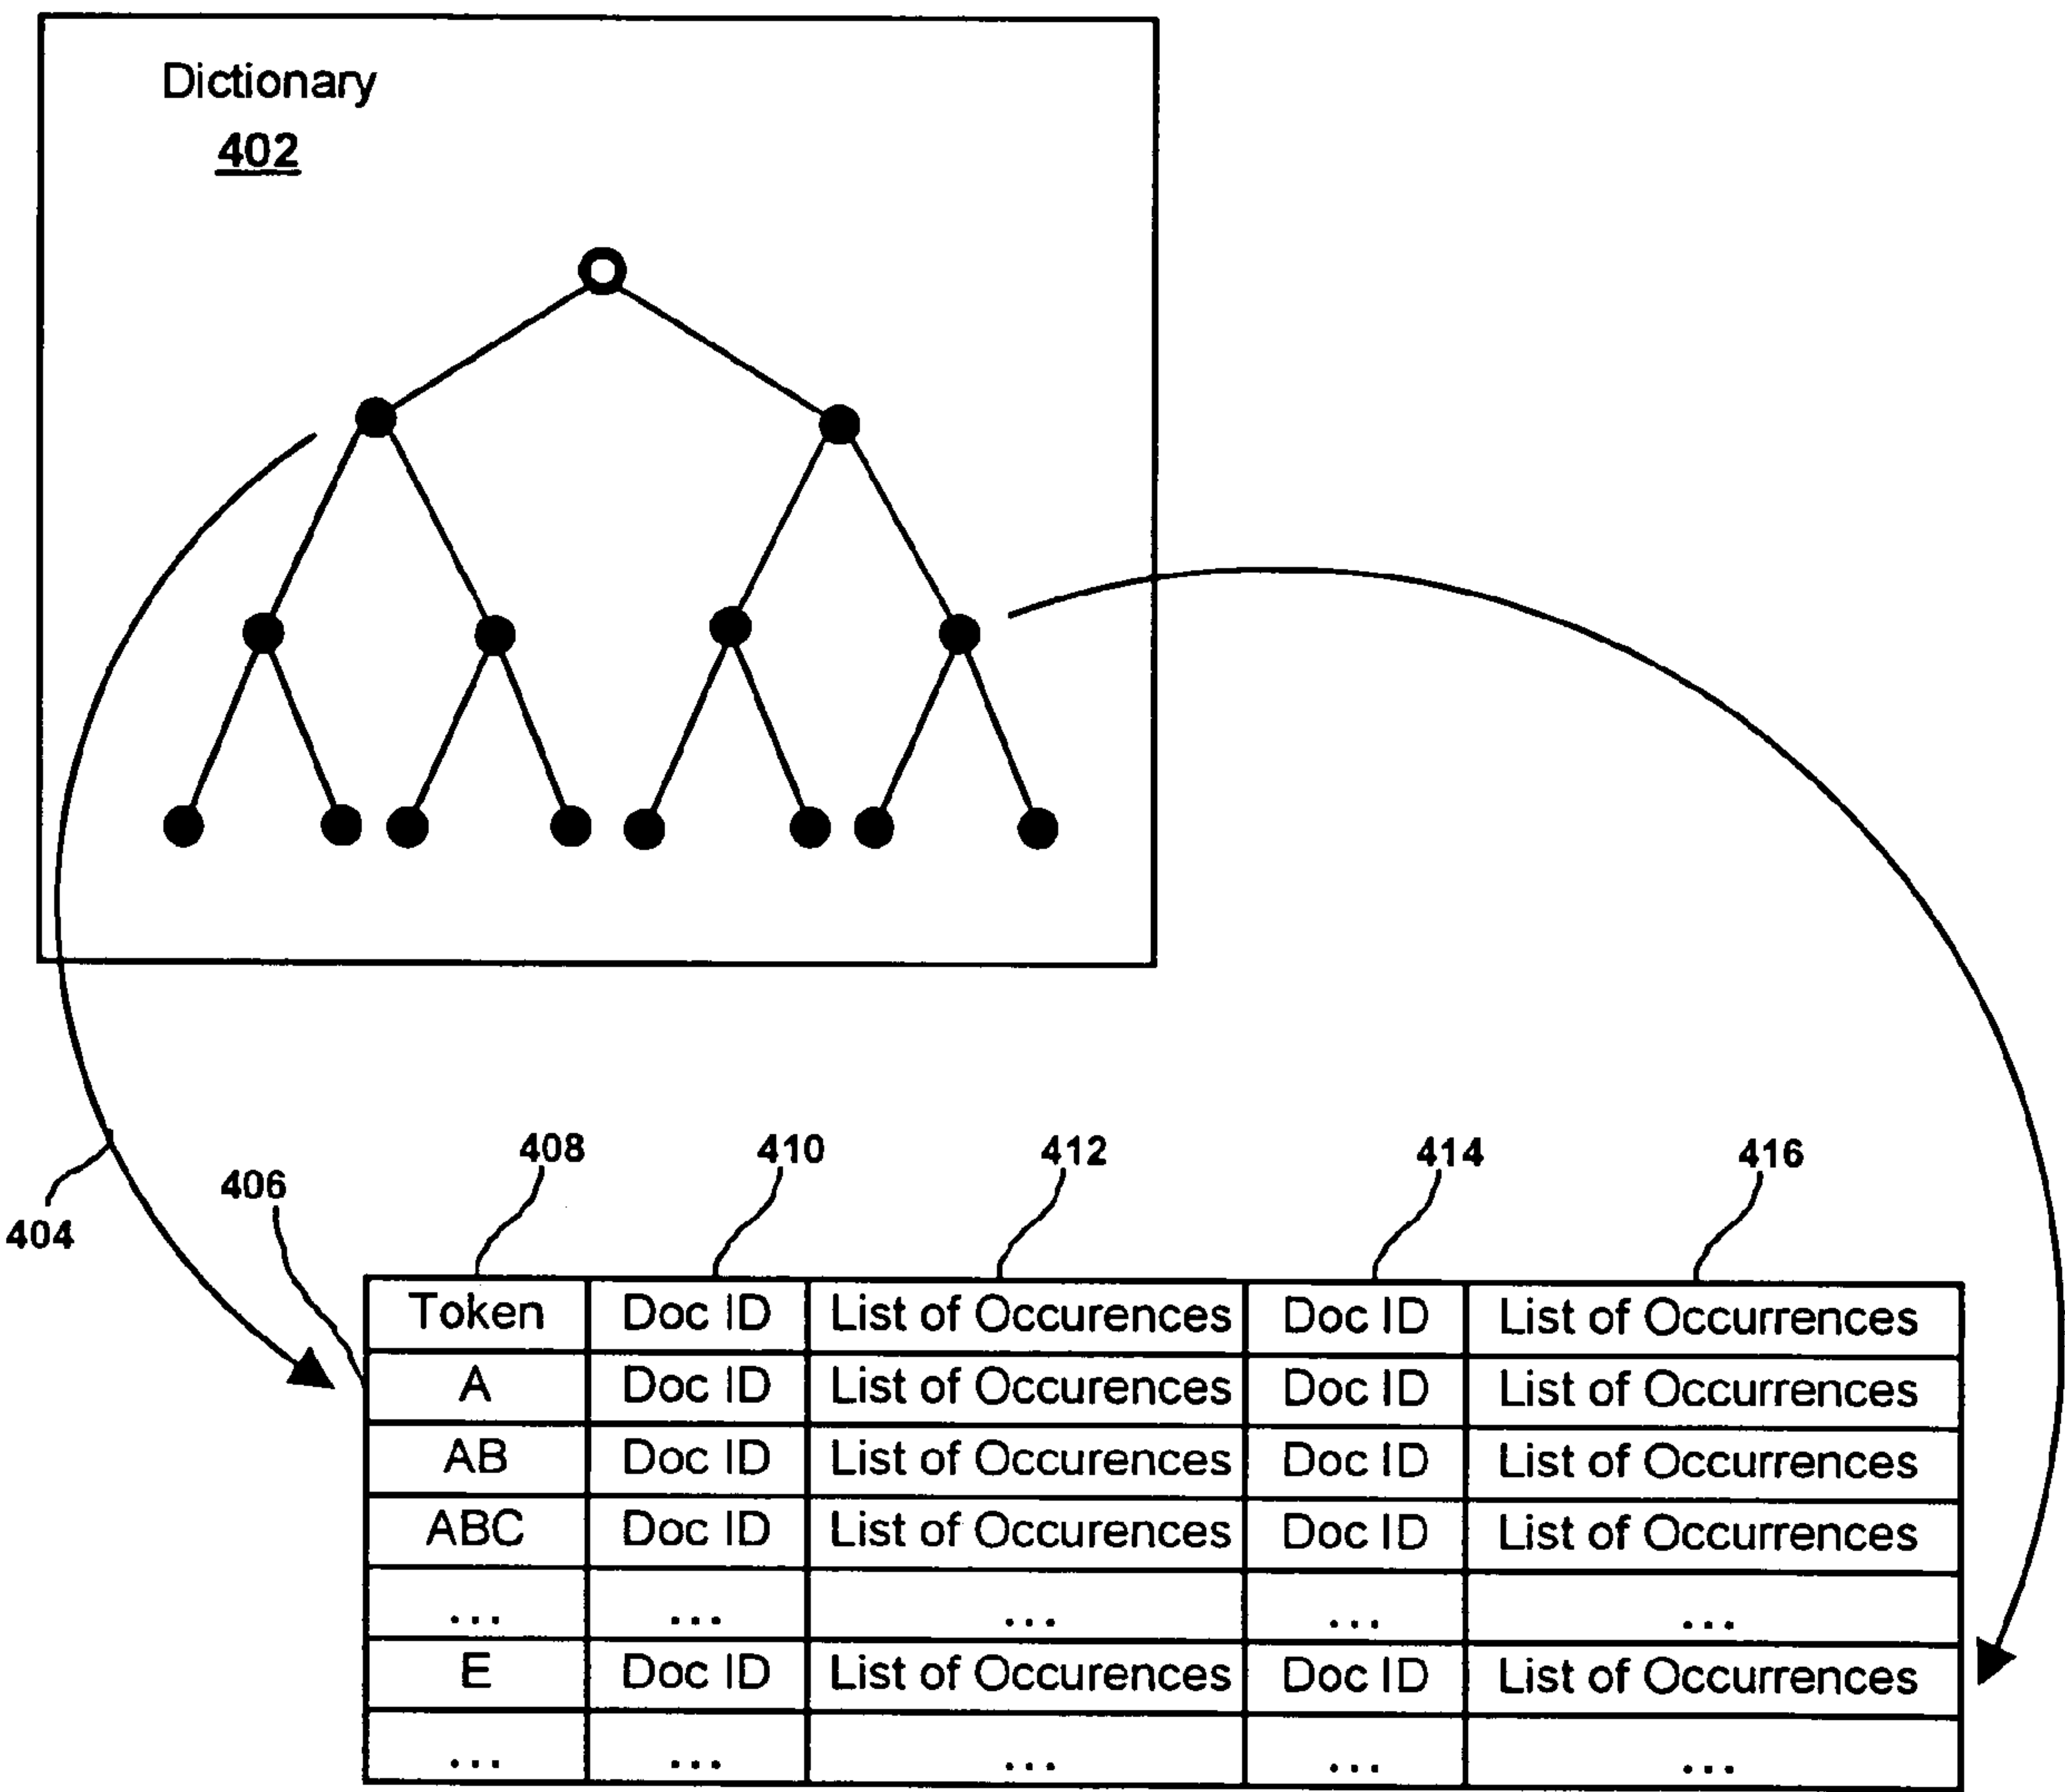 Dictionary
402
408 410 412 414 416
406
404
Token Doc ID List of Occurences Doc ID List of Occurrences
A Doc ID List of Occurences Doc ID List of Occurrences
AB Doc ID List of Occurences Doc ID List of Occurrences
ABC Doc ID List of Occurences Doc ID List of Occurrences
... ... ... ... ...
E Doc ID List of Occurences Doc ID List of Occurrences
... ... ... ... ...